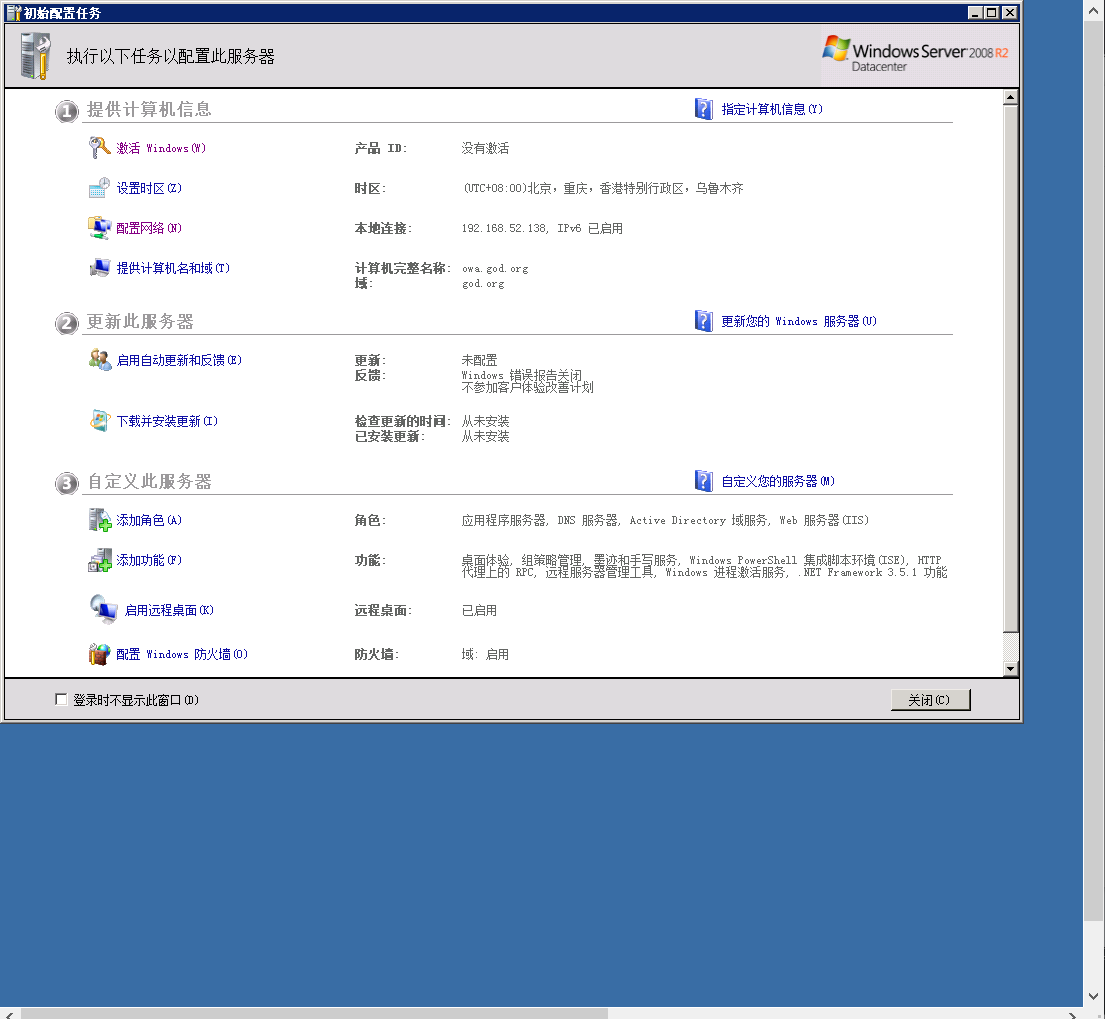 初始配置任务
执行以下任务以配置此服务器
Windows Server 2008 R2
Datacenter
1 提供计算机信息
指定计算机信息(Y)
激活 Windows(W) 产品 ID: 没有激活
设置时区(Z) 时区: (UTC+08:00)北京，重庆，香港特别行政区，乌鲁木齐
配置网络(N) 本地连接: 192.168.52.138, IPv6 已启用
提供计算机名和域(T) 计算机完整名称: owa.god.org
域: god.org
2 更新此服务器
更新您的 Windows 服务器(U)
启用自动更新和反馈(E) 更新: 未配置
反馈: Windows 错误报告关闭
不参加客户体验改善计划
下载并安装更新(I) 检查更新的时间: 从未安装
已安装更新: 从未安装
3 自定义此服务器
自定义您的服务器(M)
添加角色(A) 角色: 应用程序服务器, DNS 服务器, Active Directory 域服务, Web 服务器(IIS)
添加功能(F) 功能: 桌面体验, 组策略管理, 墨迹和手写服务, Windows PowerShell 集成脚本环境(ISE), HTTP
代理上的 RPC, 远程服务器管理工具, Windows 进程激活服务, .NET Framework 3.5.1 功能
启用远程桌面(K) 远程桌面: 已启用
配置 Windows 防火墙(O) 防火墙: 域: 启用
登录时不显示此窗口(D)
关闭(C)